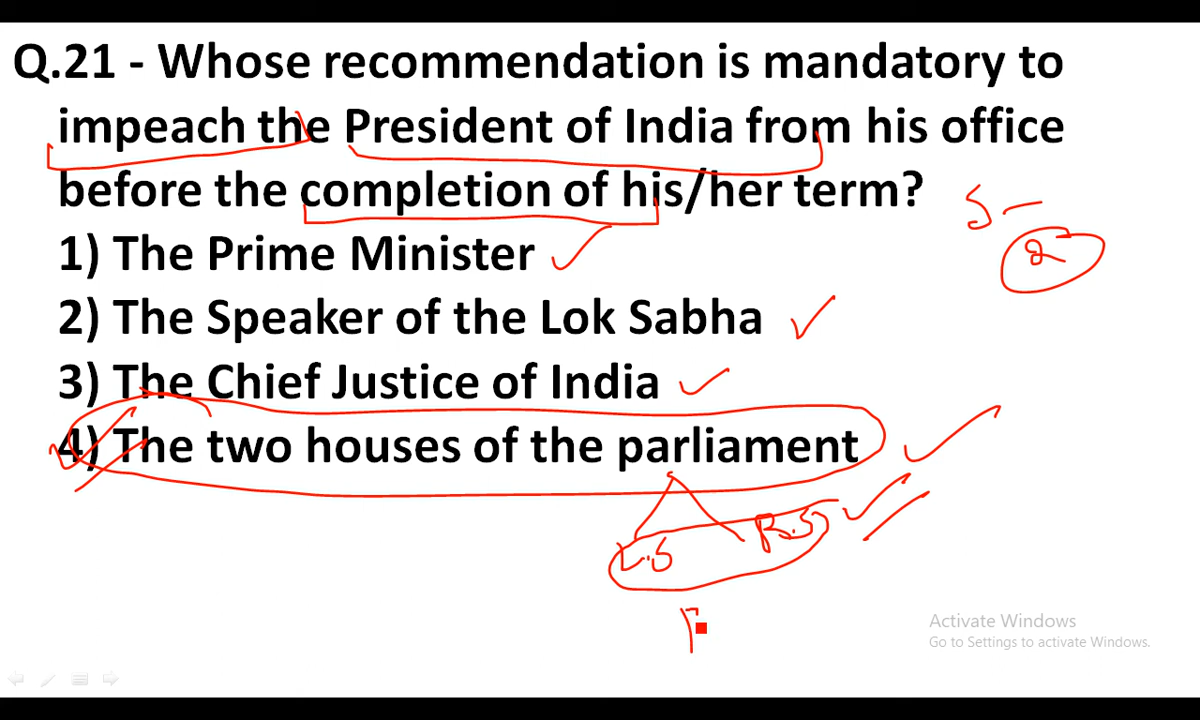 Q.21 - Whose recommendation is mandatory to
impeach the President of India from his office
before the completion of his/her term?
5 -
2
1) The Prime Minister
2) The Speaker of the Lok Sabha
3) The Chief Justice of India
4) The two houses of the parliament
L.S R.S
Activate Windows
Go to Settings to activate Windows.